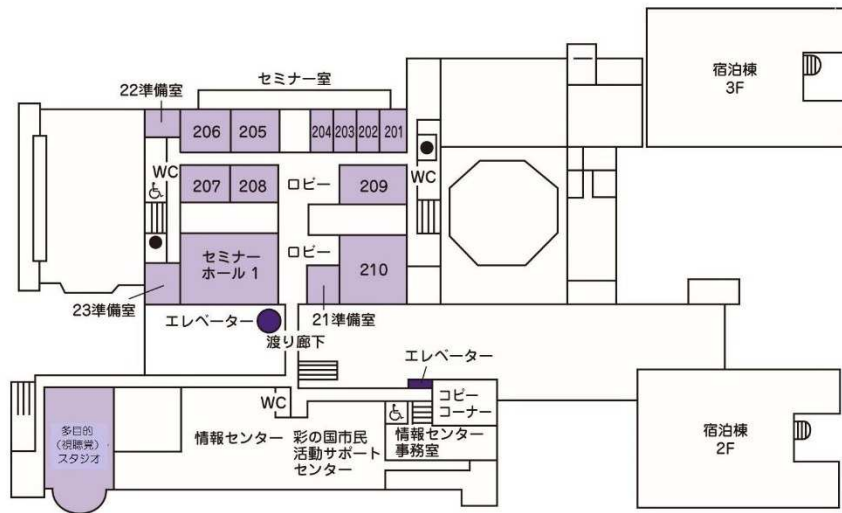 セミナー室
22準備室
206
205
204
203
202
201
宿泊棟
3F
WC
207
208
ロビー
209
WC
セミナー
ホール 1
ロビー
210
23準備室
エレベーター
渡り廊下
21準備室
エレベーター
多目的
(視聴覚)
スタジオ
WC
情報センター
彩の国市民
活動サポート
センター
情報センター
事務室
コピー
コーナー
宿泊棟
2F